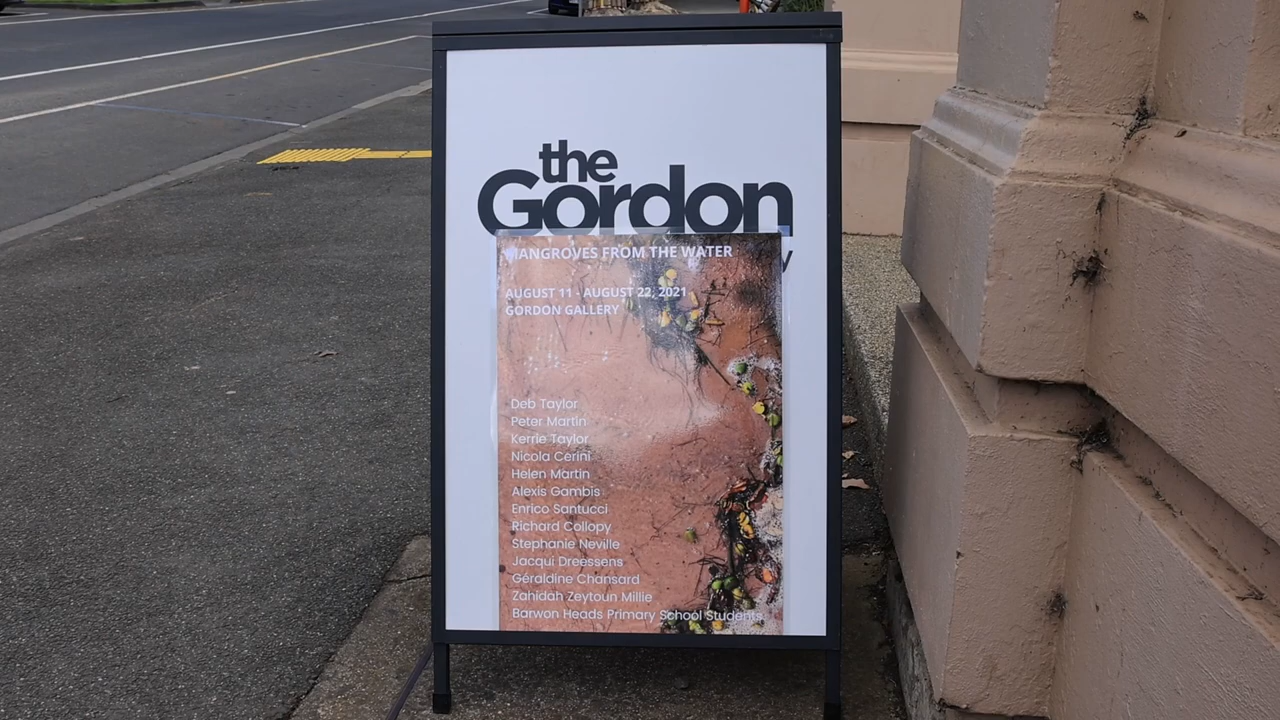 the
Gordon
MANGROVES FROM THE WATER
AUGUST 11 - AUGUST 22, 2021
GORDON GALLERY
Deb Taylor
Peter Martin
Kerrie Taylor
Nicola Cerini
Helen Martin
Alexis Gambis
Enrico Santucci
Richard Collopy
Stephanie Neville
Jacqui Dreessens
Géraldine Chansard
Zahidah Zeytoun Millie
Barwon Heads Primary School Students